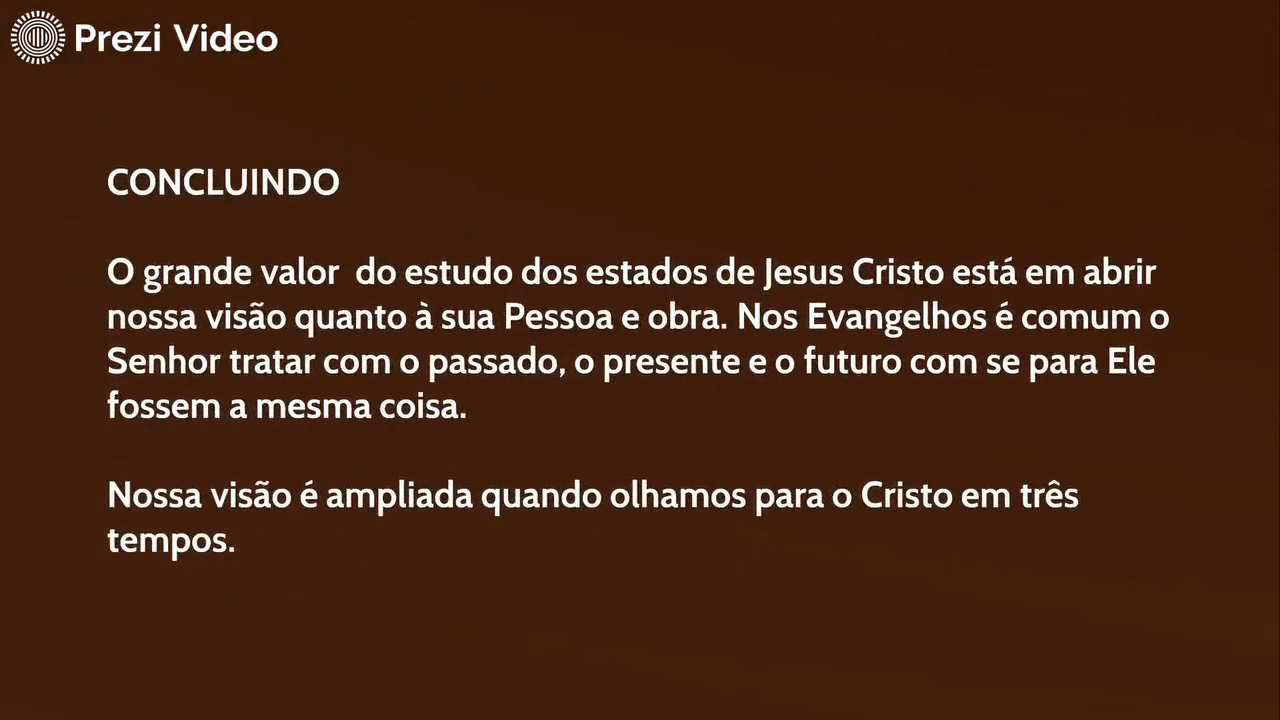 Prezi Video
CONCLUINDO
O grande valor  do estudo dos estados de Jesus Cristo está em abrir
nossa visão quanto à sua Pessoa e obra. Nos Evangelhos é comum o
Senhor tratar com o passado, o presente e o futuro com se para Ele
fossem a mesma coisa.
Nossa visão é ampliada quando olhamos para o Cristo em três
tempos.